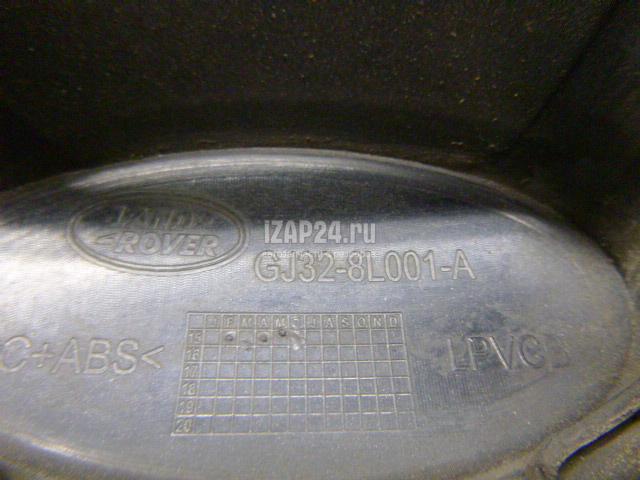 LAND
ROVER
IZAP24.ru
GJ32-8L001-A
J F M A M J J A S O N D
15
16
17
18
19
20
C+ABS<